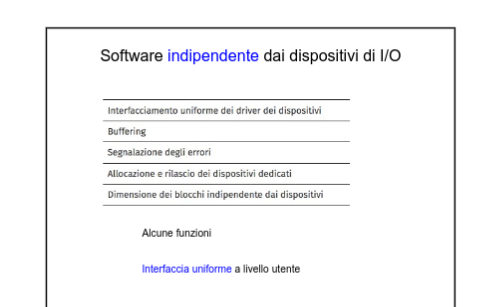 Software indipendente dai dispositivi di I/O
Interfacciamento uniforme dei driver dei dispositivi
Buffering
Segnalazione degli errori
Allocazione e rilascio dei dispositivi dedicati
Dimensione dei blocchi indipendente dai dispositivi
Alcune funzioni
Interfaccia uniforme a livello utente